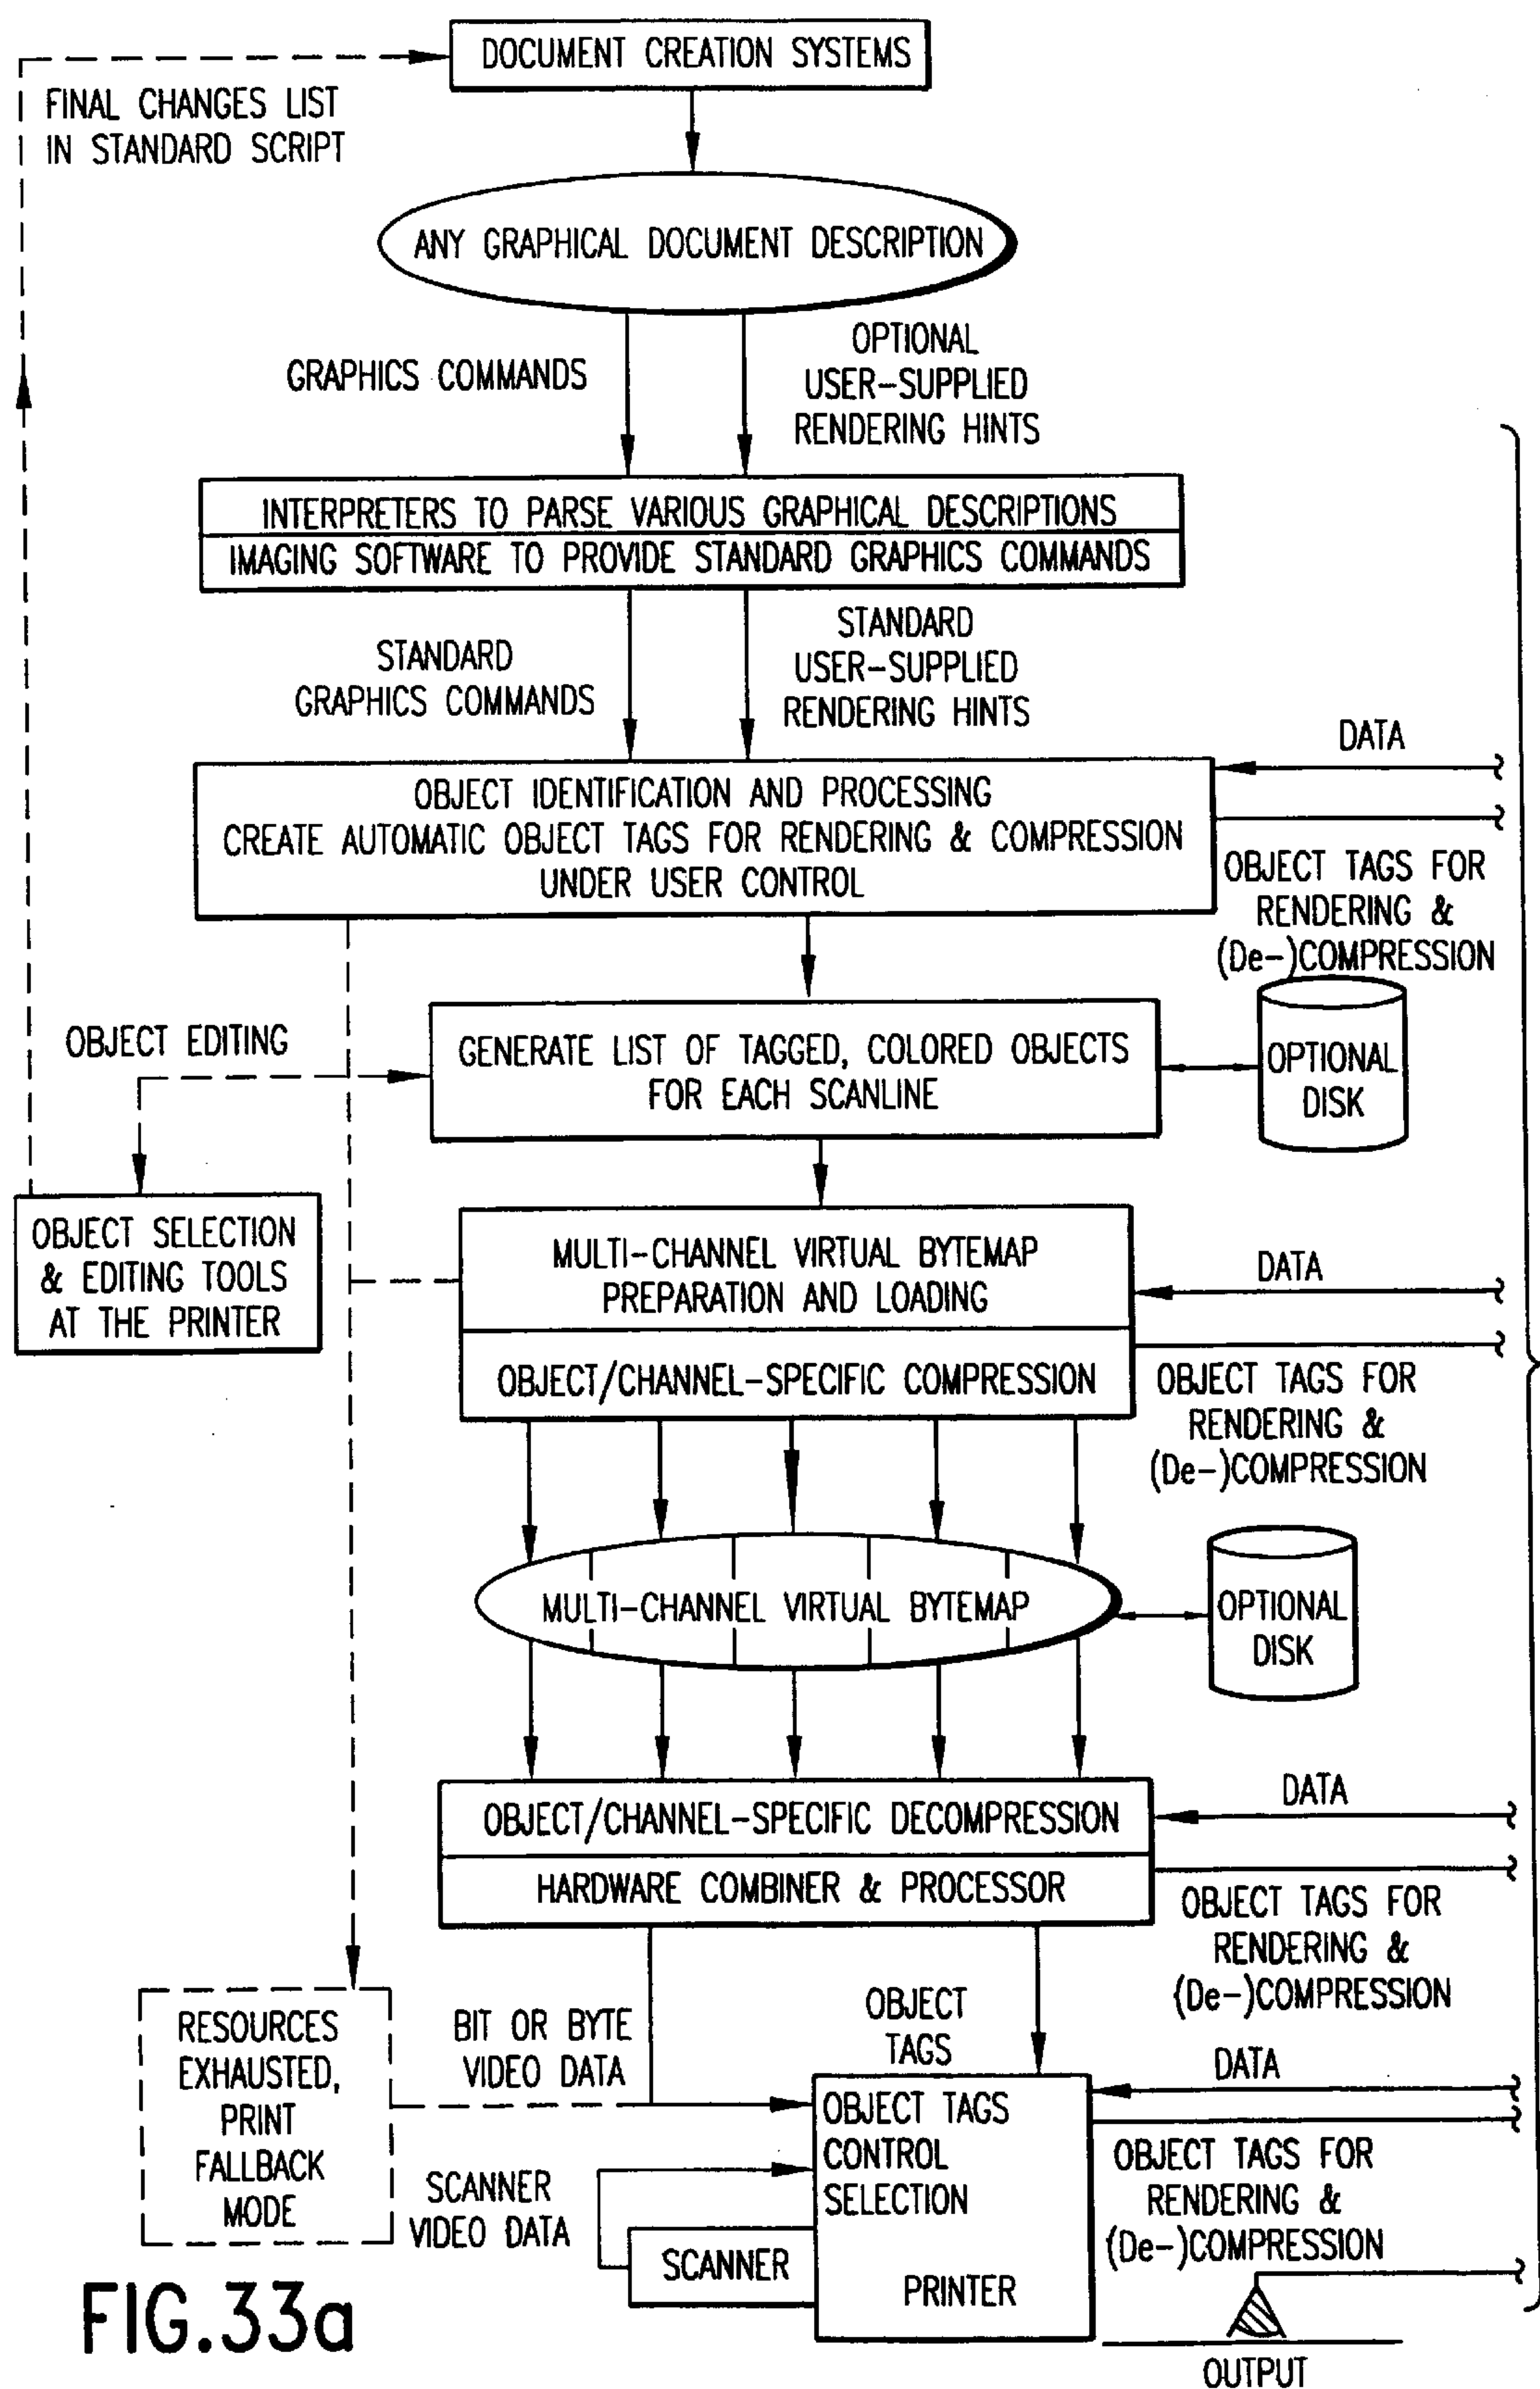 DOCUMENT CREATION SYSTEMS
FINAL CHANGES LIST
IN STANDARD SCRIPT
ANY GRAPHICAL DOCUMENT DESCRIPTION
GRAPHICS COMMANDS
OPTIONAL
USER-SUPPLIED
RENDERING HINTS
INTERPRETERS TO PARSE VARIOUS GRAPHICAL DESCRIPTIONS
IMAGING SOFTWARE TO PROVIDE STANDARD GRAPHICS COMMANDS
STANDARD
GRAPHICS COMMANDS
STANDARD
USER-SUPPLIED
RENDERING HINTS
DATA
OBJECT IDENTIFICATION AND PROCESSING
CREATE AUTOMATIC OBJECT TAGS FOR RENDERING & COMPRESSION
UNDER USER CONTROL
OBJECT TAGS FOR
RENDERING &
(De-)COMPRESSION
OBJECT EDITING
GENERATE LIST OF TAGGED, COLORED OBJECTS
FOR EACH SCANLINE
OPTIONAL
DISK
OBJECT SELECTION
& EDITING TOOLS
AT THE PRINTER
MULTI-CHANNEL VIRTUAL BYTEMAP
PREPARATION AND LOADING
DATA
OBJECT/CHANNEL-SPECIFIC COMPRESSION
OBJECT TAGS FOR
RENDERING &
(De-)COMPRESSION
MULTI-CHANNEL VIRTUAL BYTEMAP
OPTIONAL
DISK
OBJECT/CHANNEL-SPECIFIC DECOMPRESSION
DATA
HARDWARE COMBINER & PROCESSOR
OBJECT TAGS FOR
RENDERING &
(De-)COMPRESSION
RESOURCES
EXHAUSTED,
PRINT
FALLBACK
MODE
BIT OR BYTE
VIDEO DATA
OBJECT
TAGS
DATA
OBJECT TAGS
CONTROL
SELECTION
OBJECT TAGS FOR
RENDERING &
(De-)COMPRESSION
SCANNER
VIDEO DATA
SCANNER
PRINTER
OUTPUT
FIG.33a